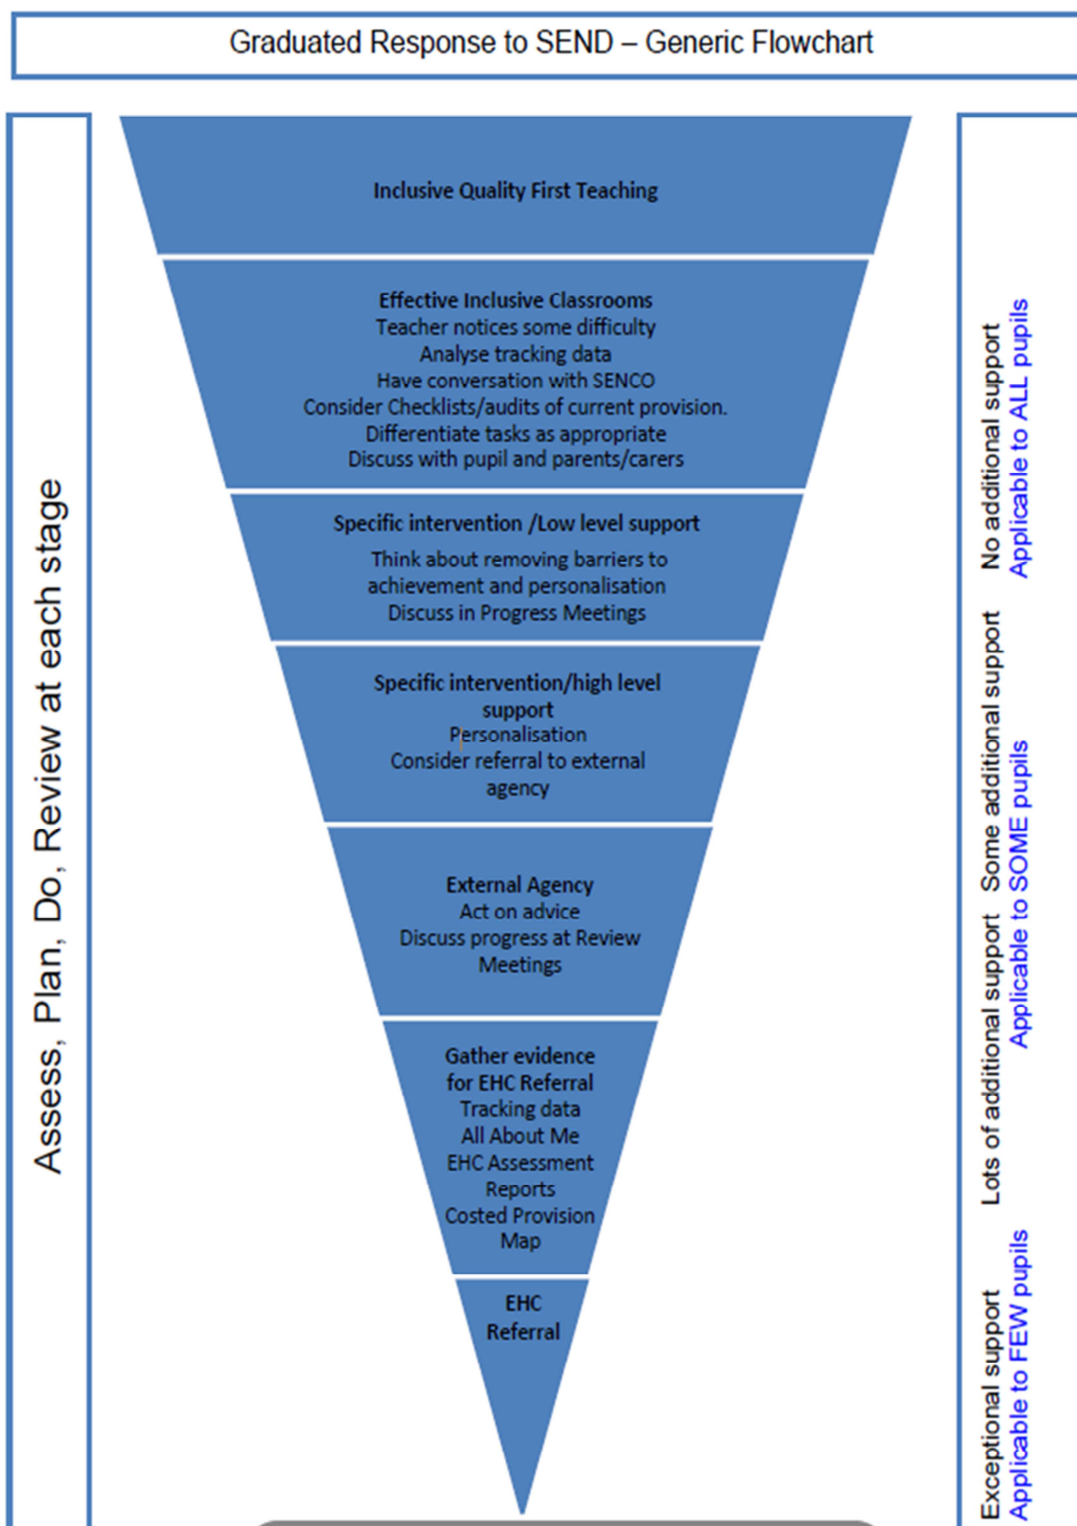 Graduated Response to SEND – Generic Flowchart
Assess, Plan, Do, Review at each stage
Inclusive Quality First Teaching
Effective Inclusive Classrooms
Teacher notices some difficulty
Analyse tracking data
Have conversation with SENCO
Consider Checklists/audits of current provision.
Differentiate tasks as appropriate
Discuss with pupil and parents/carers
Specific intervention /Low level support
Think about removing barriers to
achievement and personalisation
Discuss in Progress Meetings
Specific intervention/high level
support
Personalisation
Consider referral to external
agency
External Agency
Act on advice
Discuss progress at Review
Meetings
Gather evidence
for EHC Referral
Tracking data
All About Me
EHC Assessment
Reports
Costed Provision
Map
EHC
Referral
No additional support
Applicable to ALL pupils
Some additional support
Lots of additional support
Applicable to SOME pupils
Exceptional support
Applicable to FEW pupils